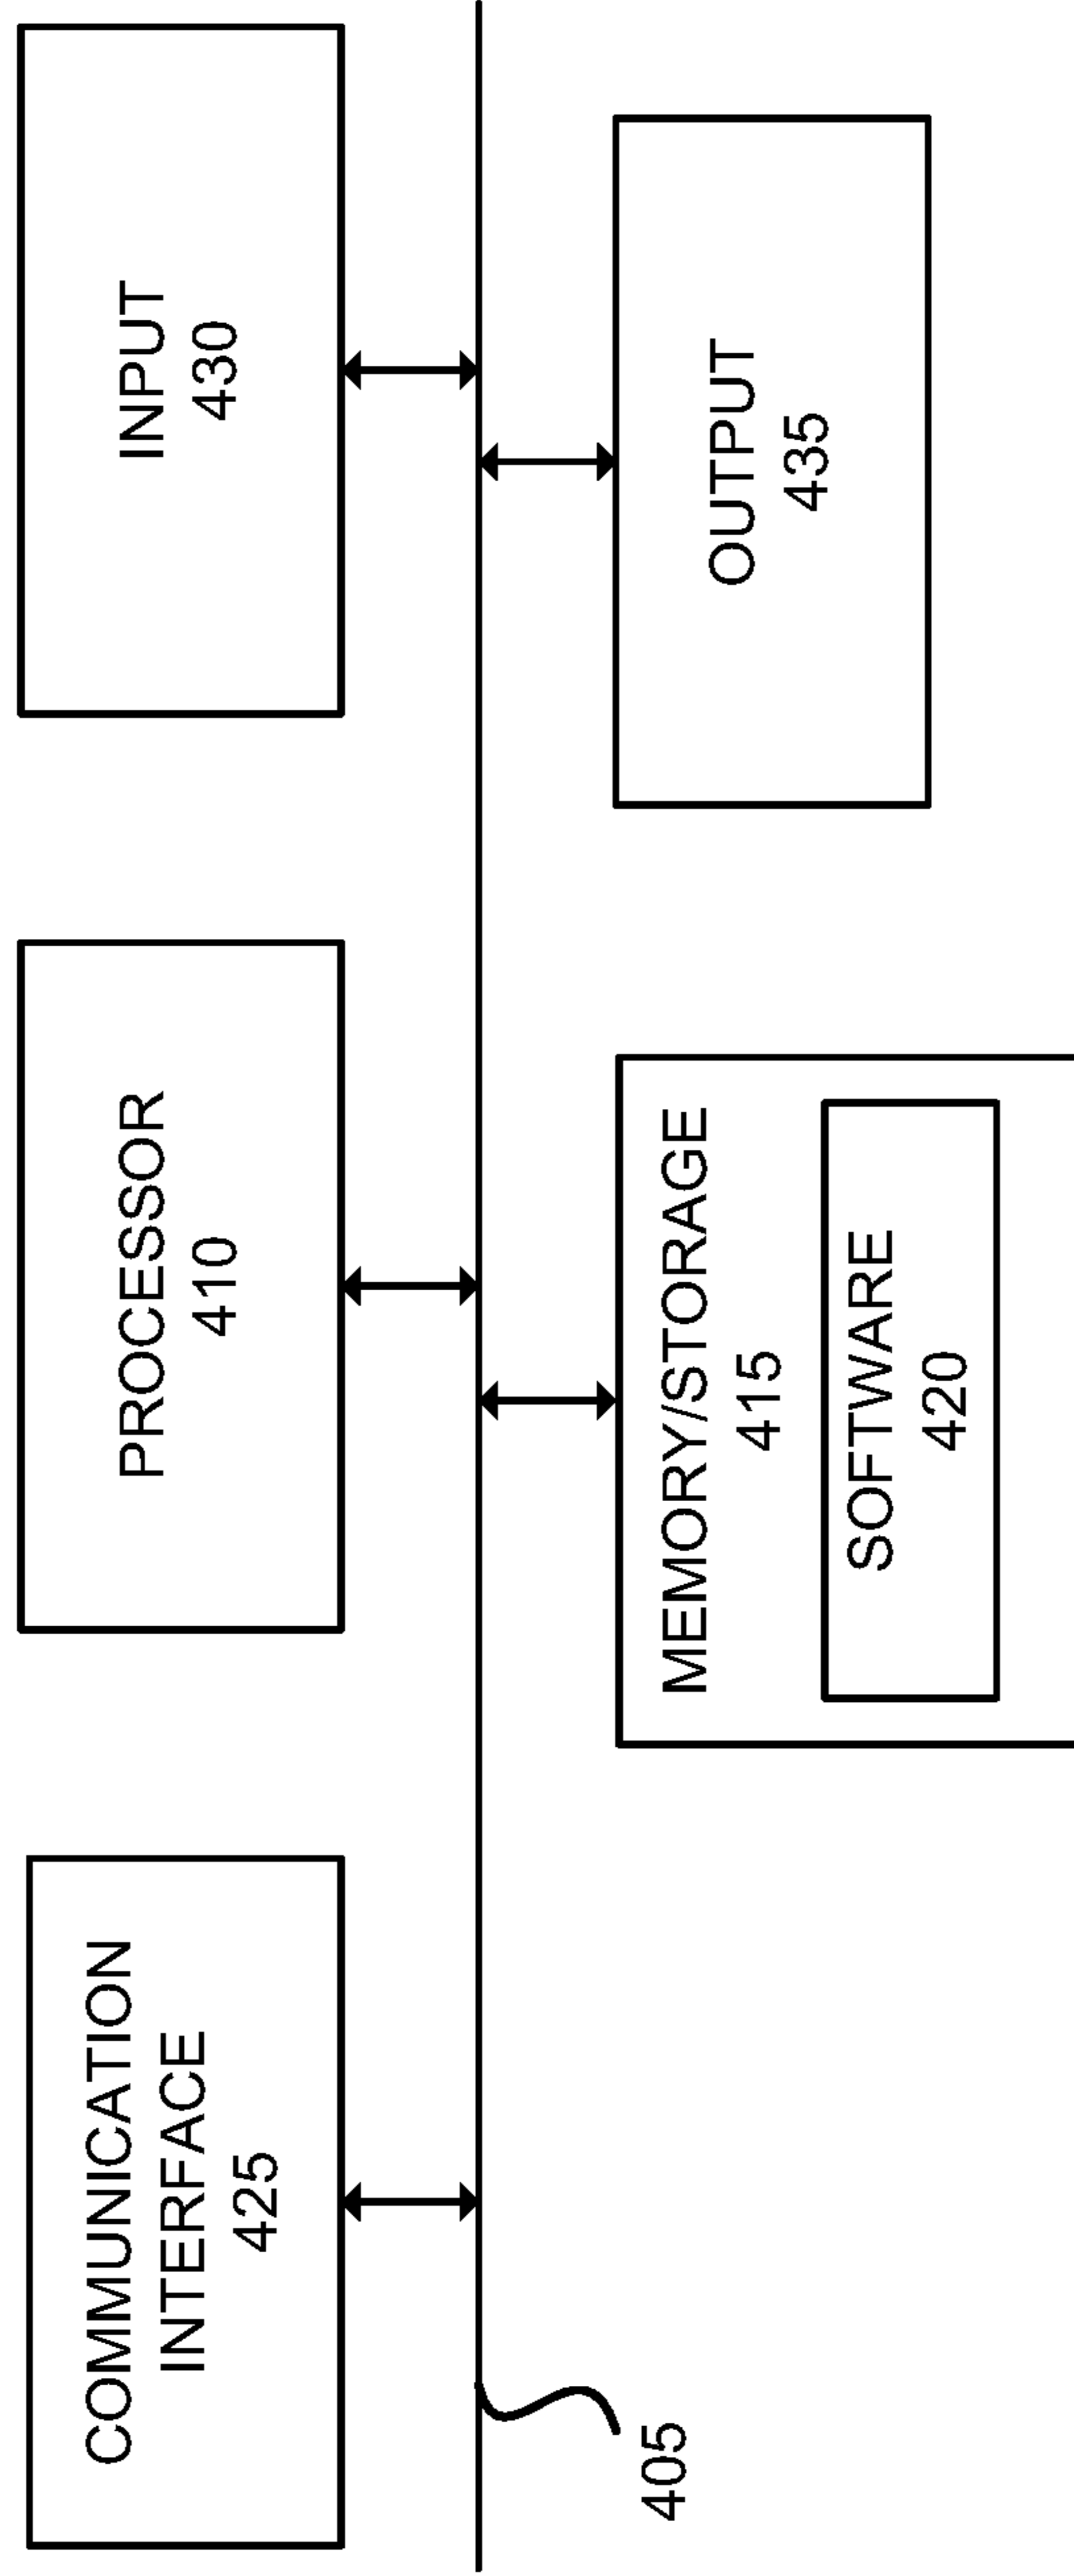 COMMUNICATION
INTERFACE
425
PROCESSOR
410
INPUT
430
405
MEMORY/STORAGE
415
SOFTWARE
420
OUTPUT
435